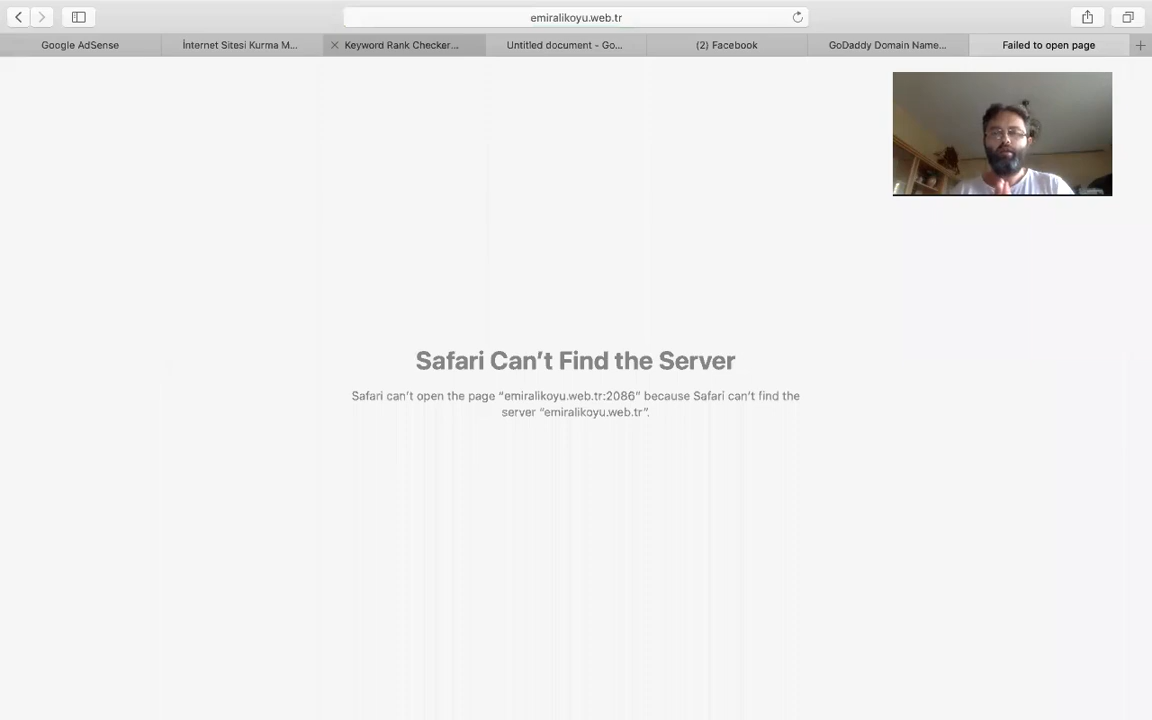 emiralikoyu.web.tr
Google AdSense
İnternet Sitesi Kurma M...
Keyword Rank Checker...
Untitled document - Go...
(2) Facebook
GoDaddy Domain Name...
Failed to open page
Safari Can't Find the Server
Safari can't open the page "emiralikoyu.web.tr:2086" because Safari can't find the
server "emiralikoyu.web.tr".